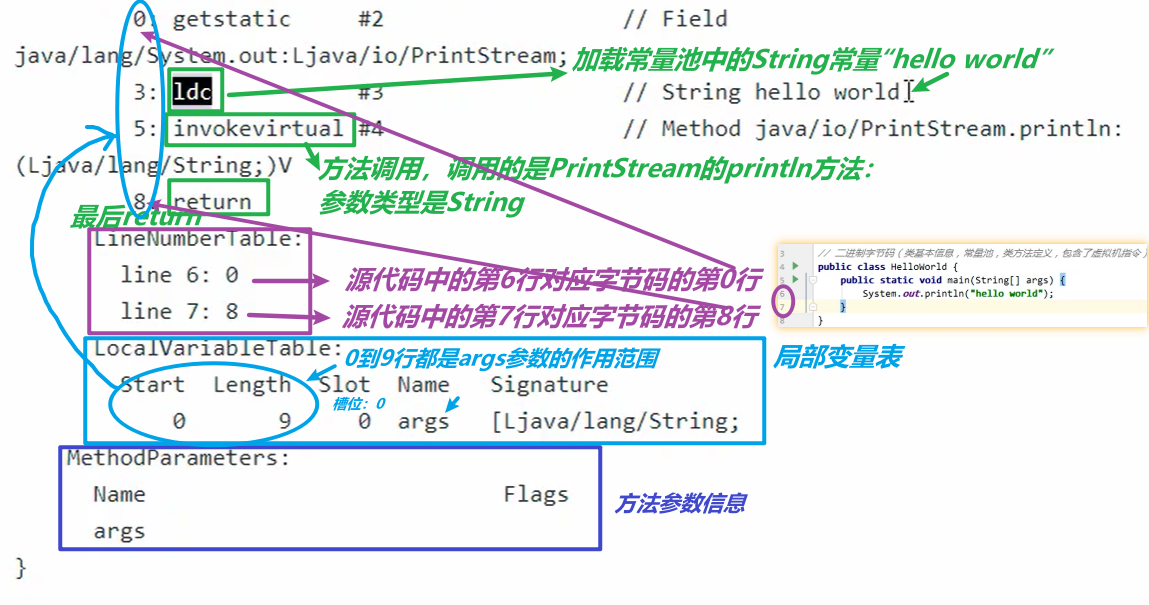 0: getstatic #2 // Field
java/lang/System.out:Ljava/io/PrintStream;
加载常量池中的String常量“hello world”
3: ldc #3 // String hello world
5: invokevirtual #4 // Method java/io/PrintStream.println:
(Ljava/lang/String;)V
方法调用，调用的是PrintStream的println方法：
参数类型是String
8: return
最后return
LineNumberTable:
line 6: 0
源代码中的第6行对应字节码的第0行
line 7: 8
源代码中的第7行对应字节码的第8行
3 // 二进制字节码（类基本信息，常量池，类方法定义，包含了虚拟机指令）
4 public class HelloWorld {
5 public static void main(String[] args) {
6 System.out.println("hello world");
7 }
8 }
LocalVariableTable:
0到9行都是args参数的作用范围
局部变量表
Start Length Slot Name Signature
槽位：0
0 9 0 args [Ljava/lang/String;
MethodParameters:
Name Flags
方法参数信息
args
}